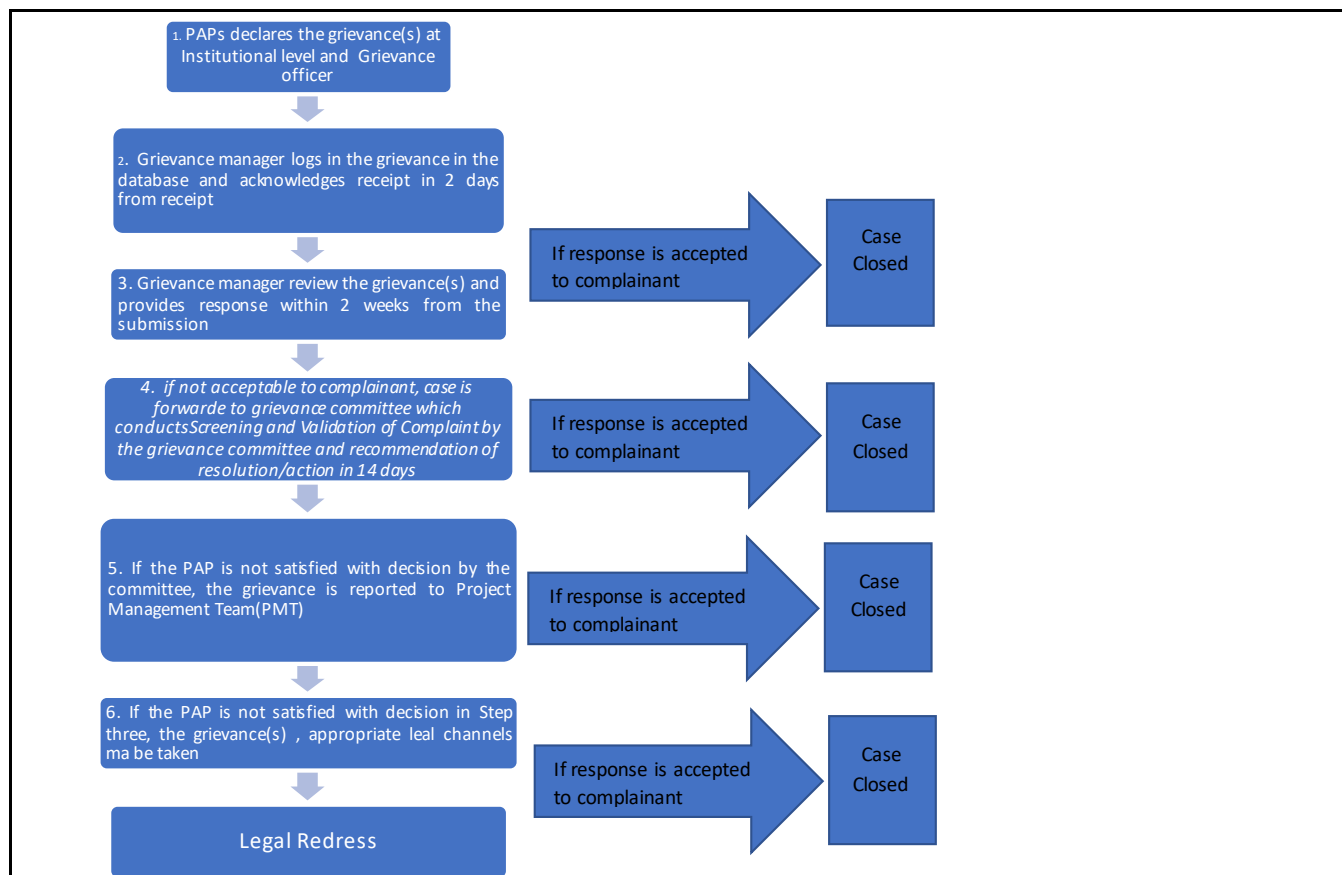 1. PAPs declares the grievance(s) at
Institutional level and Grievance
officer
2. Grievance manager logs in the grievance in the
database and acknowledges receipt in 2 days
from receipt
If response is accepted
to complainant
Case
Closed
3. Grievance manager review the grievance(s) and
provides response within 2 weeks from the
submission
4. if not acceptable to complainant, case is
forwarde to grievance committee which
conductsScreening and Validation of Complaint by
the grievance committee and recommendation of
resolution/action in 14 days
If response is accepted
to complainant
Case
Closed
5. If the PAP is not satisfied with decision by the
committee, the grievance is reported to Project
Management Team(PMT)
If response is accepted
to complainant
Case
Closed
6. If the PAP is not satisfied with decision in Step
three, the grievance(s) , appropriate leal channels
ma be taken
If response is accepted
to complainant
Case
Closed
Legal Redress